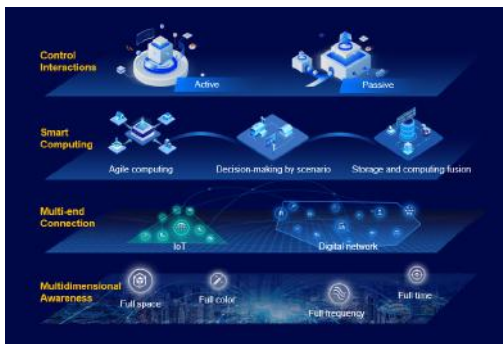 Control
Interactions
Active
Passive
Smart
Computing
Agile computing
Decision-making by scenario
Storage and computing fusion
Multi-end
Connection
IoT
Digital network
Multidimensional
Awareness
Full space
Full color
Full frequency
Full time